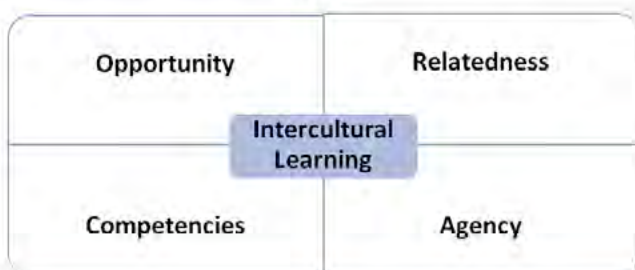 Opportunity
Relatedness
Intercultural
Learning
Competencies
Agency